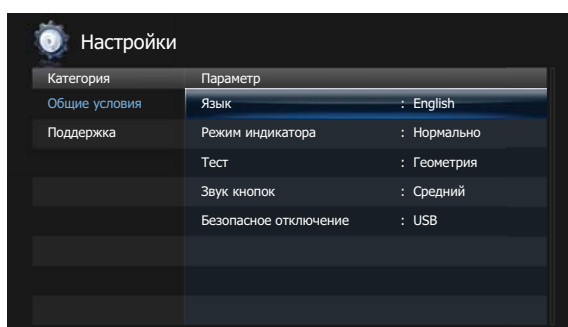 Настройки
Категория Параметр
Общие условия Язык : English
Поддержка Режим индикатора : Нормально
Тест : Геометрия
Звук кнопок : Средний
Безопасное отключение : USB